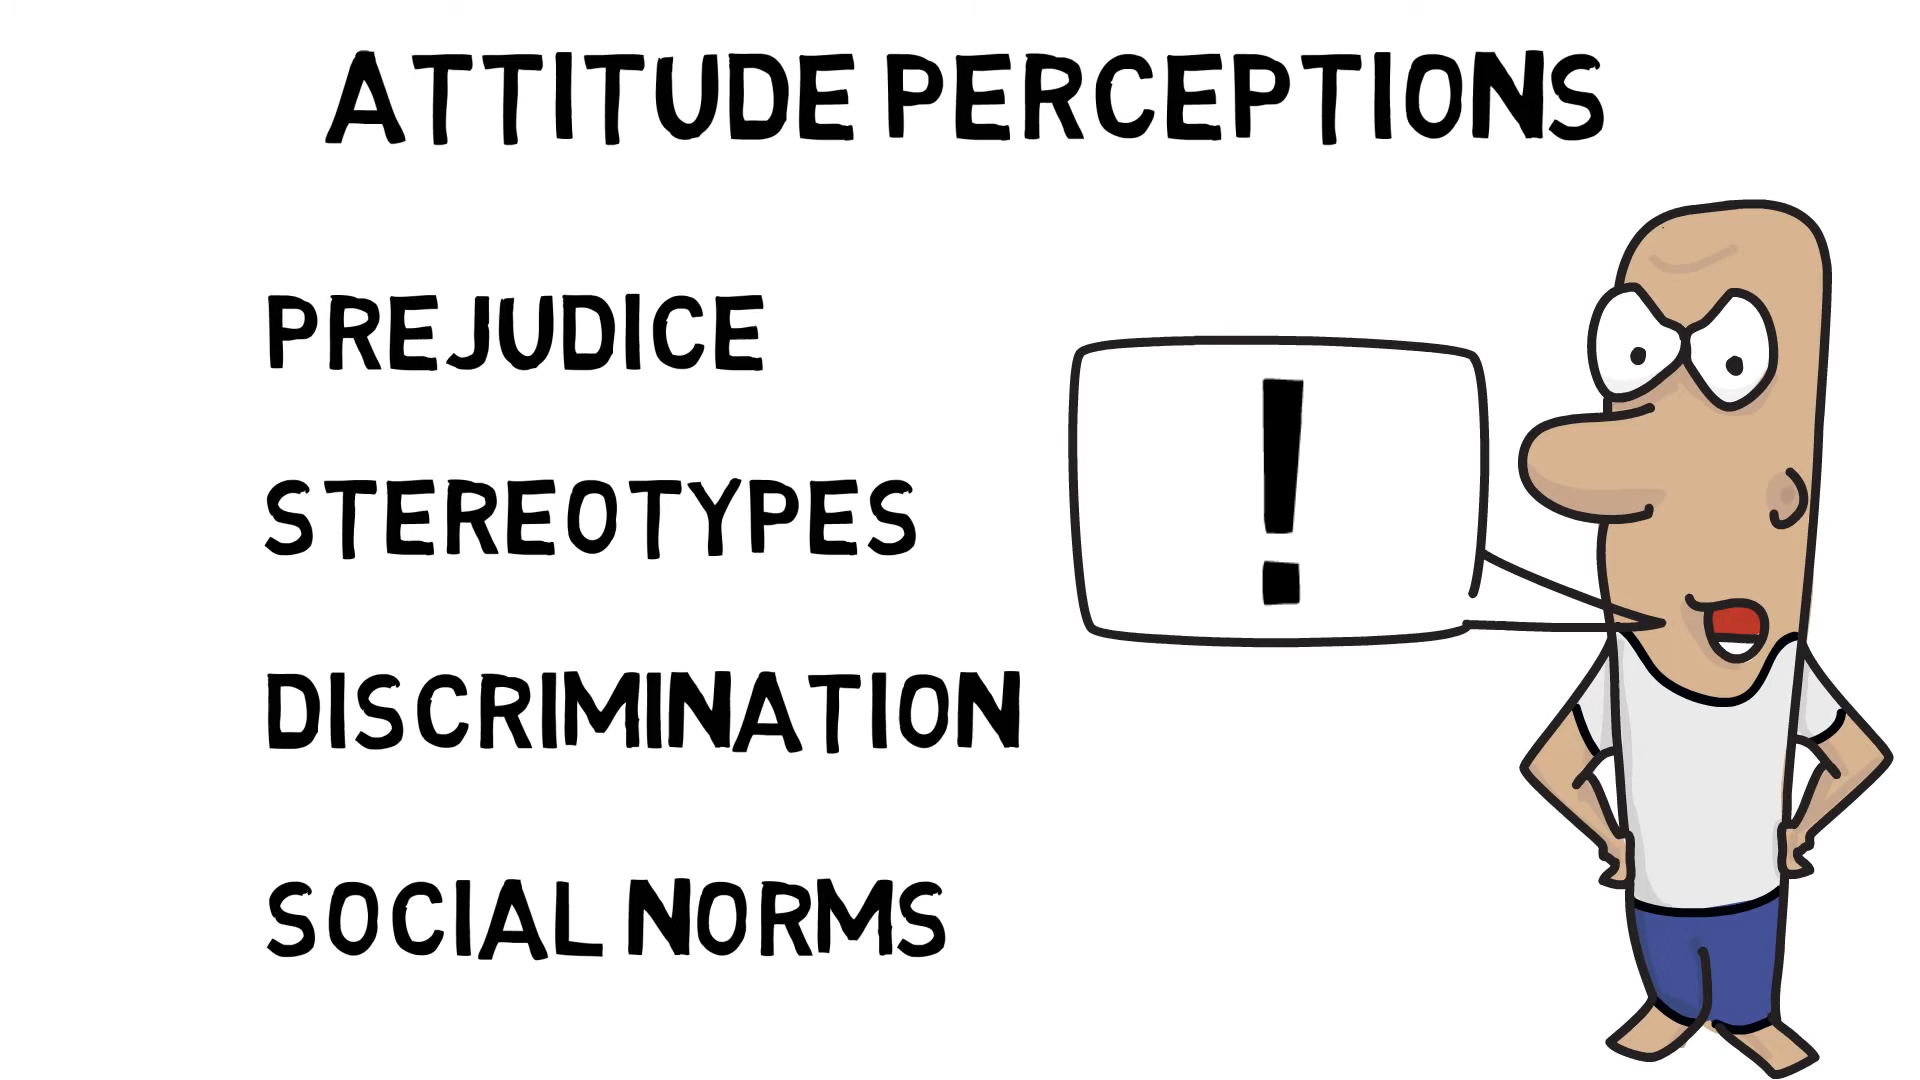 ATTITUDE PERCEPTIONS
PREJUDICE
STEREOTYPES
!
DISCRIMINATION
SOCIAL NORMS